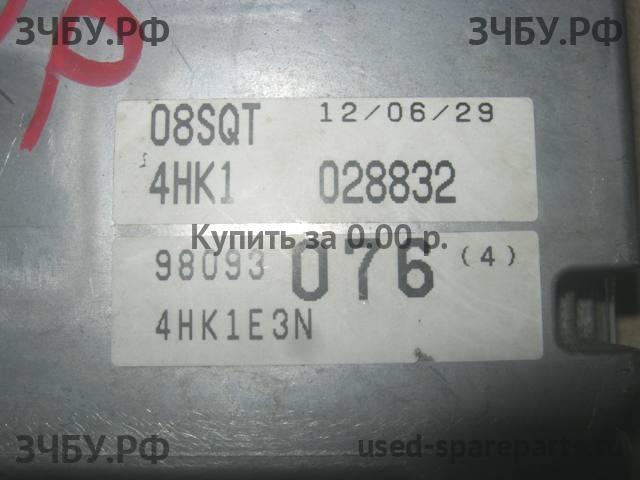 ЗЧБУ.РФ ЗЧБУ.РФ
08SQT 12/06/29
4HK1 028832
Купить за 0.00 р.
98093 076 (4)
4HK1E3N
ЗЧБУ.РФ used-spareparts.ru